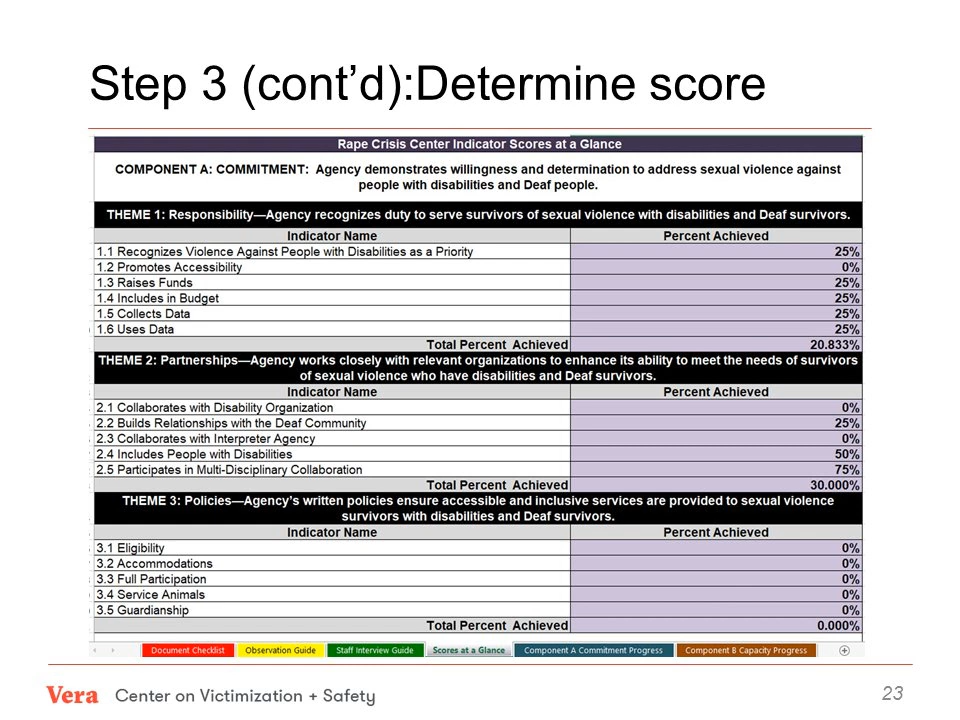 Step 3 (cont’d):Determine score
Rape Crisis Center Indicator Scores at a Glance
COMPONENT A: COMMITMENT: Agency demonstrates willingness and determination to address sexual violence against
people with disabilities and Deaf people.
THEME 1: Responsibility—Agency recognizes duty to serve survivors of sexual violence with disabilities and Deaf survivors.
Indicator Name Percent Achieved
1.1 Recognizes Violence Against People with Disabilities as a Priority 25%
1.2 Promotes Accessibility 0%
1.3 Raises Funds 25%
1.4 Includes in Budget 25%
1.5 Collects Data 25%
1.6 Uses Data 25%
Total Percent Achieved 20.833%
THEME 2: Partnerships—Agency works closely with relevant organizations to enhance its ability to meet the needs of survivors
of sexual violence who have disabilities and Deaf survivors.
Indicator Name Percent Achieved
2.1 Collaborates with Disability Organization 0%
2.2 Builds Relationships with the Deaf Community 25%
2.3 Collaborates with Interpreter Agency 0%
2.4 Includes People with Disabilities 50%
2.5 Participates in Multi-Disciplinary Collaboration 75%
Total Percent Achieved 30.000%
THEME 3: Policies—Agency’s written policies ensure accessible and inclusive services are provided to sexual violence
survivors with disabilities and Deaf survivors.
Indicator Name Percent Achieved
3.1 Eligibility 0%
3.2 Accommodations 0%
3.3 Full Participation 0%
3.4 Service Animals 0%
3.5 Guardianship 0%
Total Percent Achieved 0.000%
Document Checklist Observation Guide Staff Interview Guide Scores at a Glance Component A Commitment Progress Component B Capacity Progress
Vera Center on Victimization + Safety 23